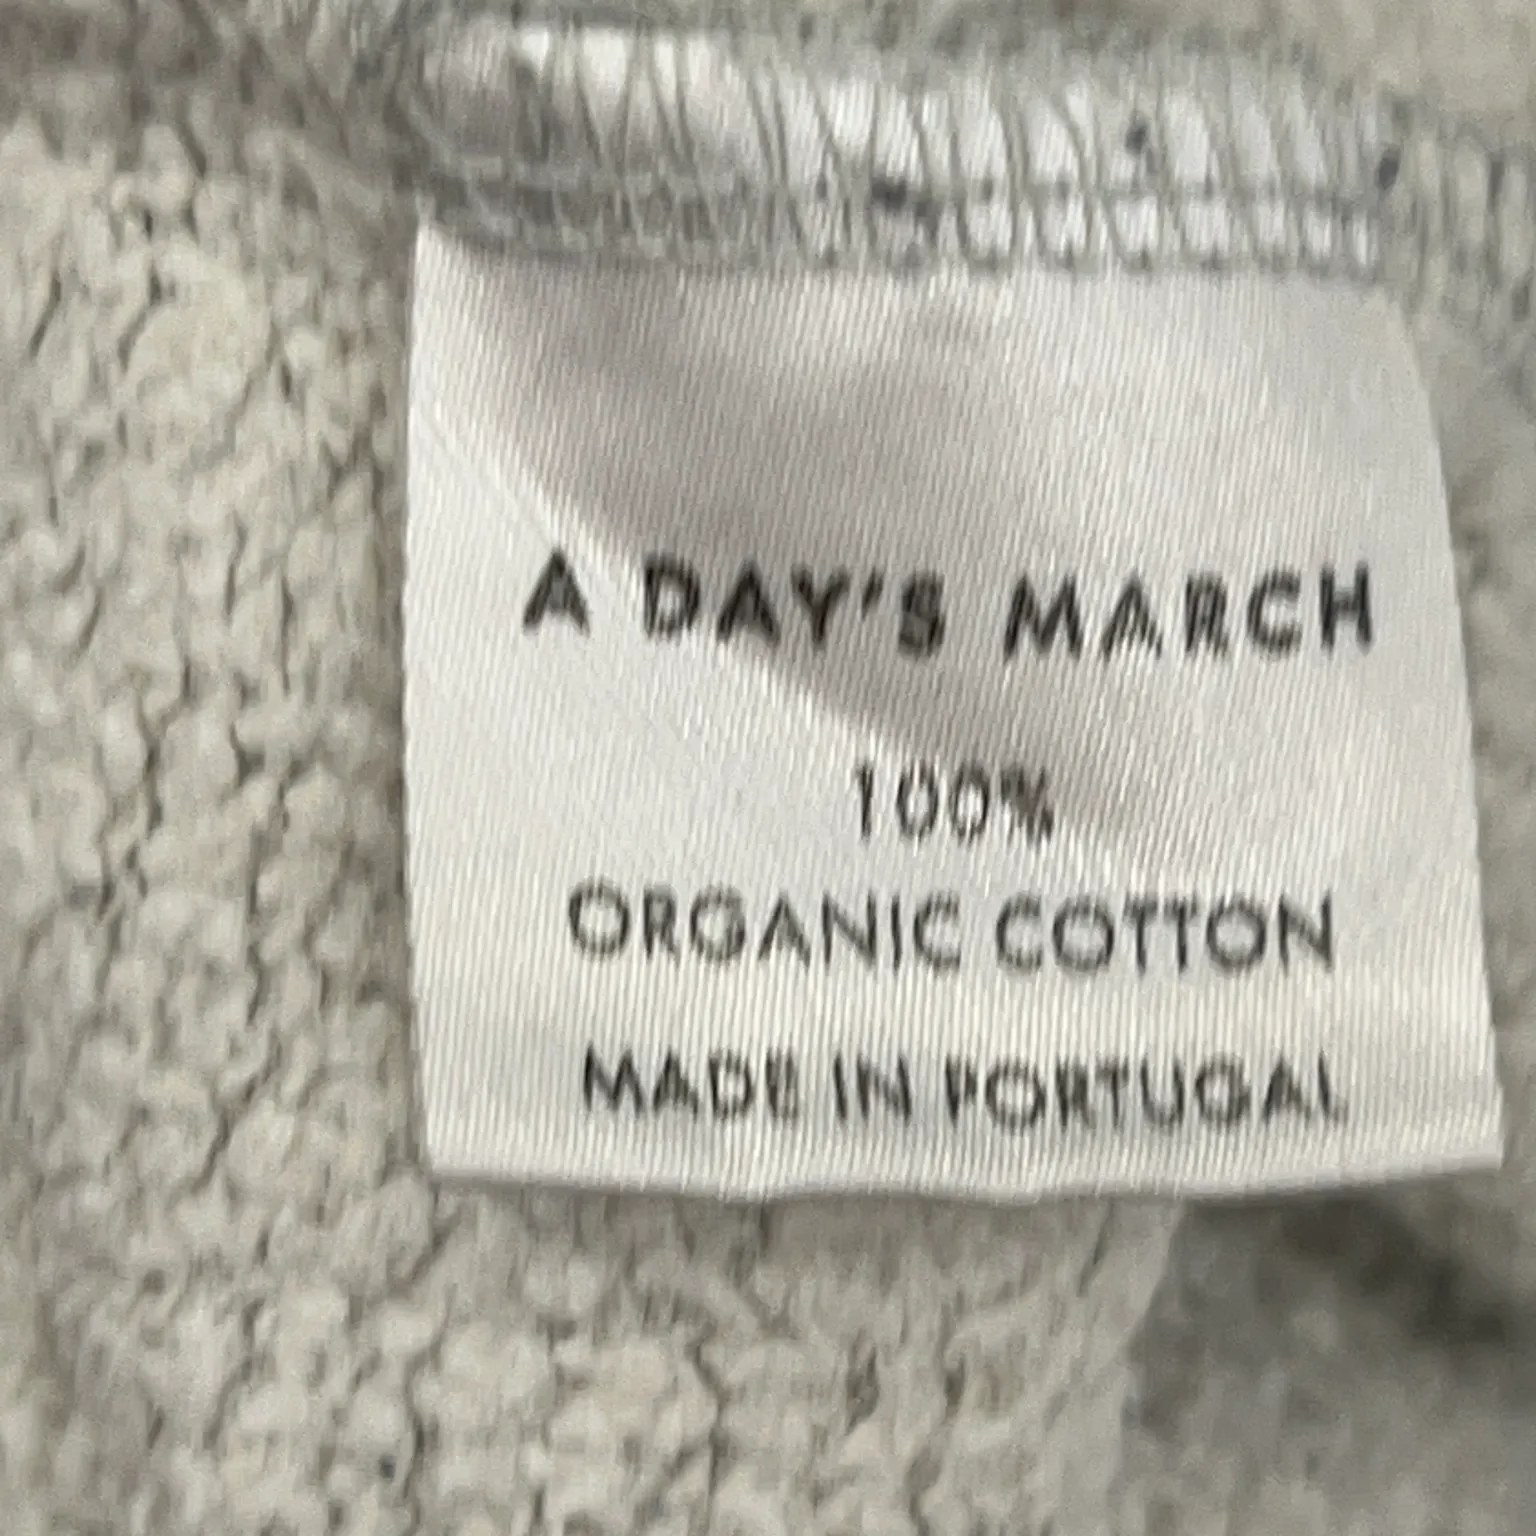 A DAY'S MARCH
100%
ORGANIC COTTON
MADE IN PORTUGAL